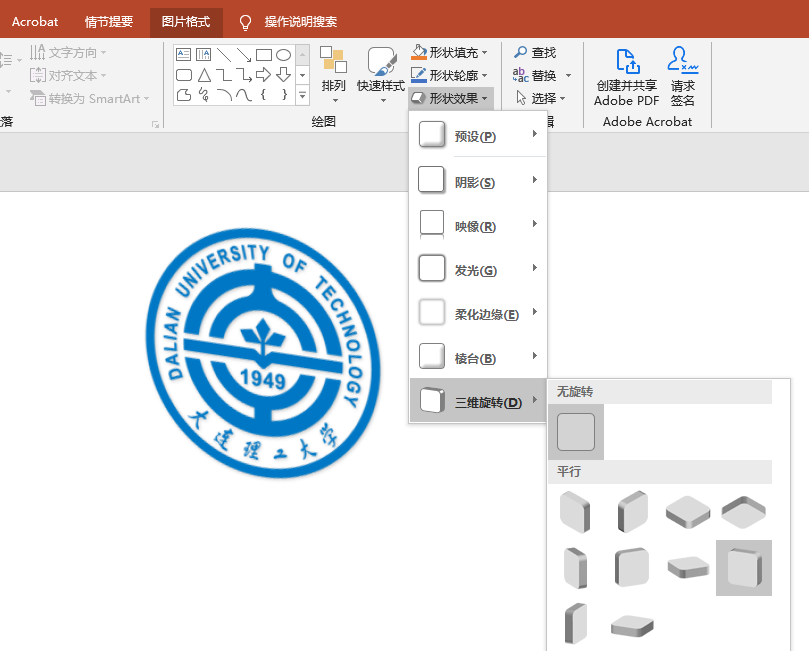 Acrobat 情节提要 图片格式 操作说明搜索
文字方向
对齐文本
转换为 SmartArt
落
排列
快速样式
形状填充
形状轮廓
形状效果
绘图
查找
替换
选择
辑
创建并共享
Adobe PDF
请求
签名
Adobe Acrobat
预设(P)
阴影(S)
映像(R)
发光(G)
柔化边缘(E)
棱台(B)
三维旋转(D)
无旋转
平行
DALIAN UNIVERSITY OF TECHNOLOGY
1949
大连理工大学